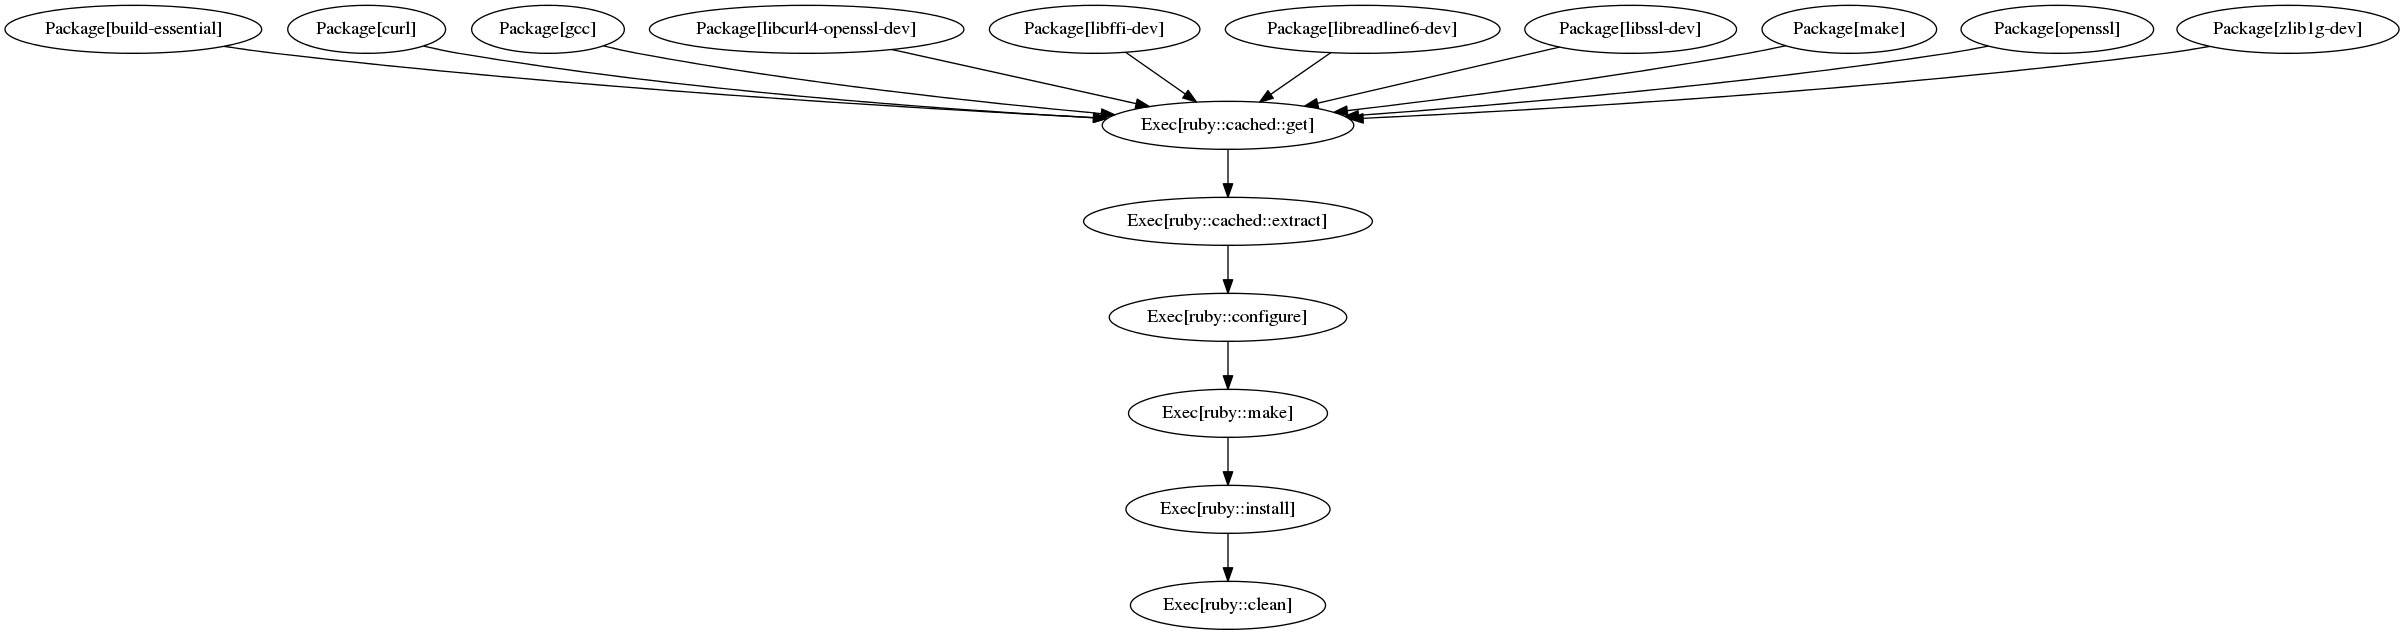 Package[build-essential]
Package[curl]
Package[gcc]
Package[libcurl4-openssl-dev]
Package[libffi-dev]
Package[libreadline6-dev]
Package[libssl-dev]
Package[make]
Package[openssl]
Package[zlib1g-dev]
Exec[ruby::cached::get]
Exec[ruby::cached::extract]
Exec[ruby::configure]
Exec[ruby::make]
Exec[ruby::install]
Exec[ruby::clean]